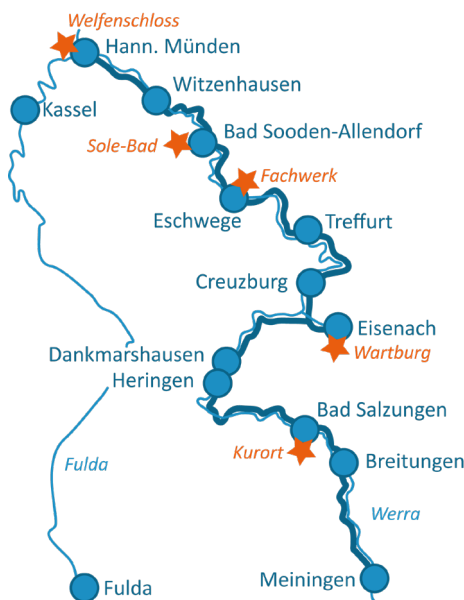 Welfenschloss
Hann. Münden
Witzenhausen
Kassel
Bad Sooden-Allendorf
Sole-Bad
Fachwerk
Eschwege
Treffurt
Creuzburg
Eisenach
Wartburg
Dankmarshausen
Heringen
Bad Salzungen
Kurort
Breitungen
Fulda
Werra
Meiningen
Fulda